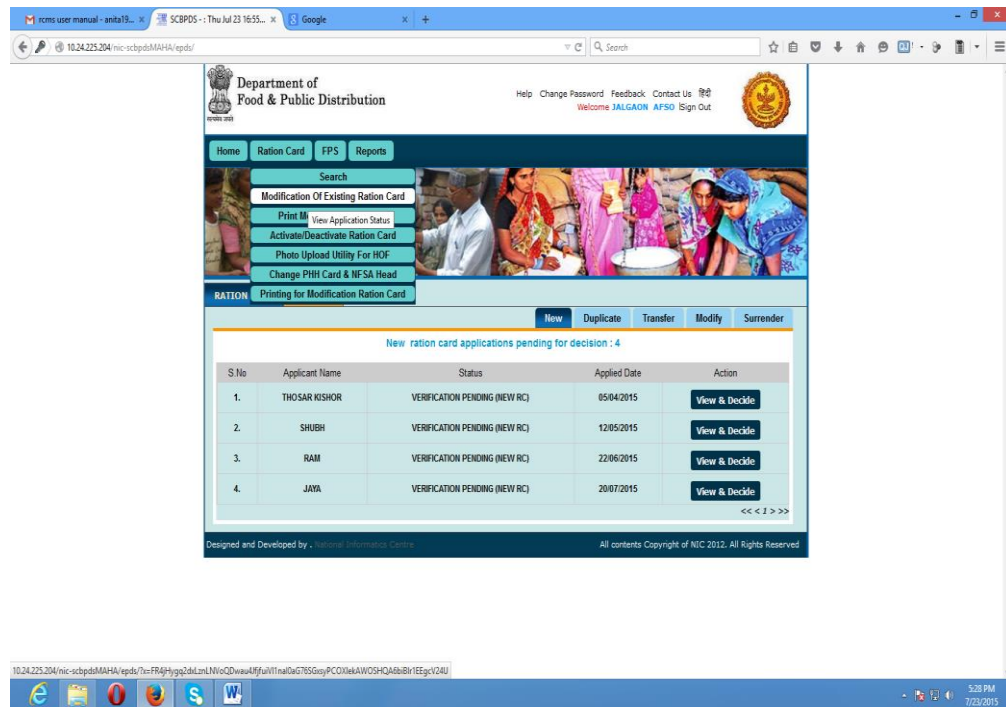 rcms user manual - anita19... × SCBPDS - : Thu Jul 23 16:55... × Google × +
10.24.225.204/nic-scbpdsMAHA/epds/ Search
Department of
Food & Public Distribution
सत्यमेव जयते
Help Change Password Feedback Contact Us हिंदी
Welcome JALGAON AFSO |Sign Out
Home Ration Card FPS Reports
Search
Modification Of Existing Ration Card
Print M
View Application Status
Activate/Deactivate Ration Card
Photo Upload Utility For HOF
Change PHH Card & NFSA Head
RATION Printing for Modification Ration Card
New Duplicate Transfer Modify Surrender
New ration card applications pending for decision : 4
S.No Applicant Name Status Applied Date Action
1. THOSAR KISHOR VERIFICATION PENDING (NEW RC) 05/04/2015 View & Decide
2. SHUBH VERIFICATION PENDING (NEW RC) 12/05/2015 View & Decide
3. RAM VERIFICATION PENDING (NEW RC) 22/06/2015 View & Decide
4. JAYA VERIFICATION PENDING (NEW RC) 20/07/2015 View & Decide
<< < 1 > >>
Designed and Developed by . National Informatics Centre All contents Copyright of NIC 2012. All Rights Reserved
5:28 PM
7/23/2015